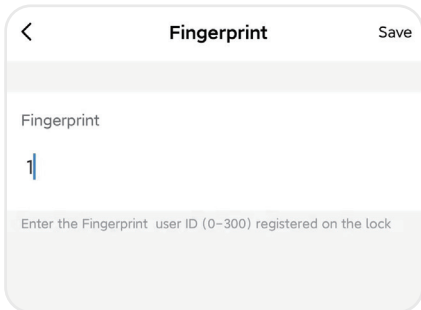 Fingerprint Save
Fingerprint
1
Enter the Fingerprint user ID (0-300) registered on the lock